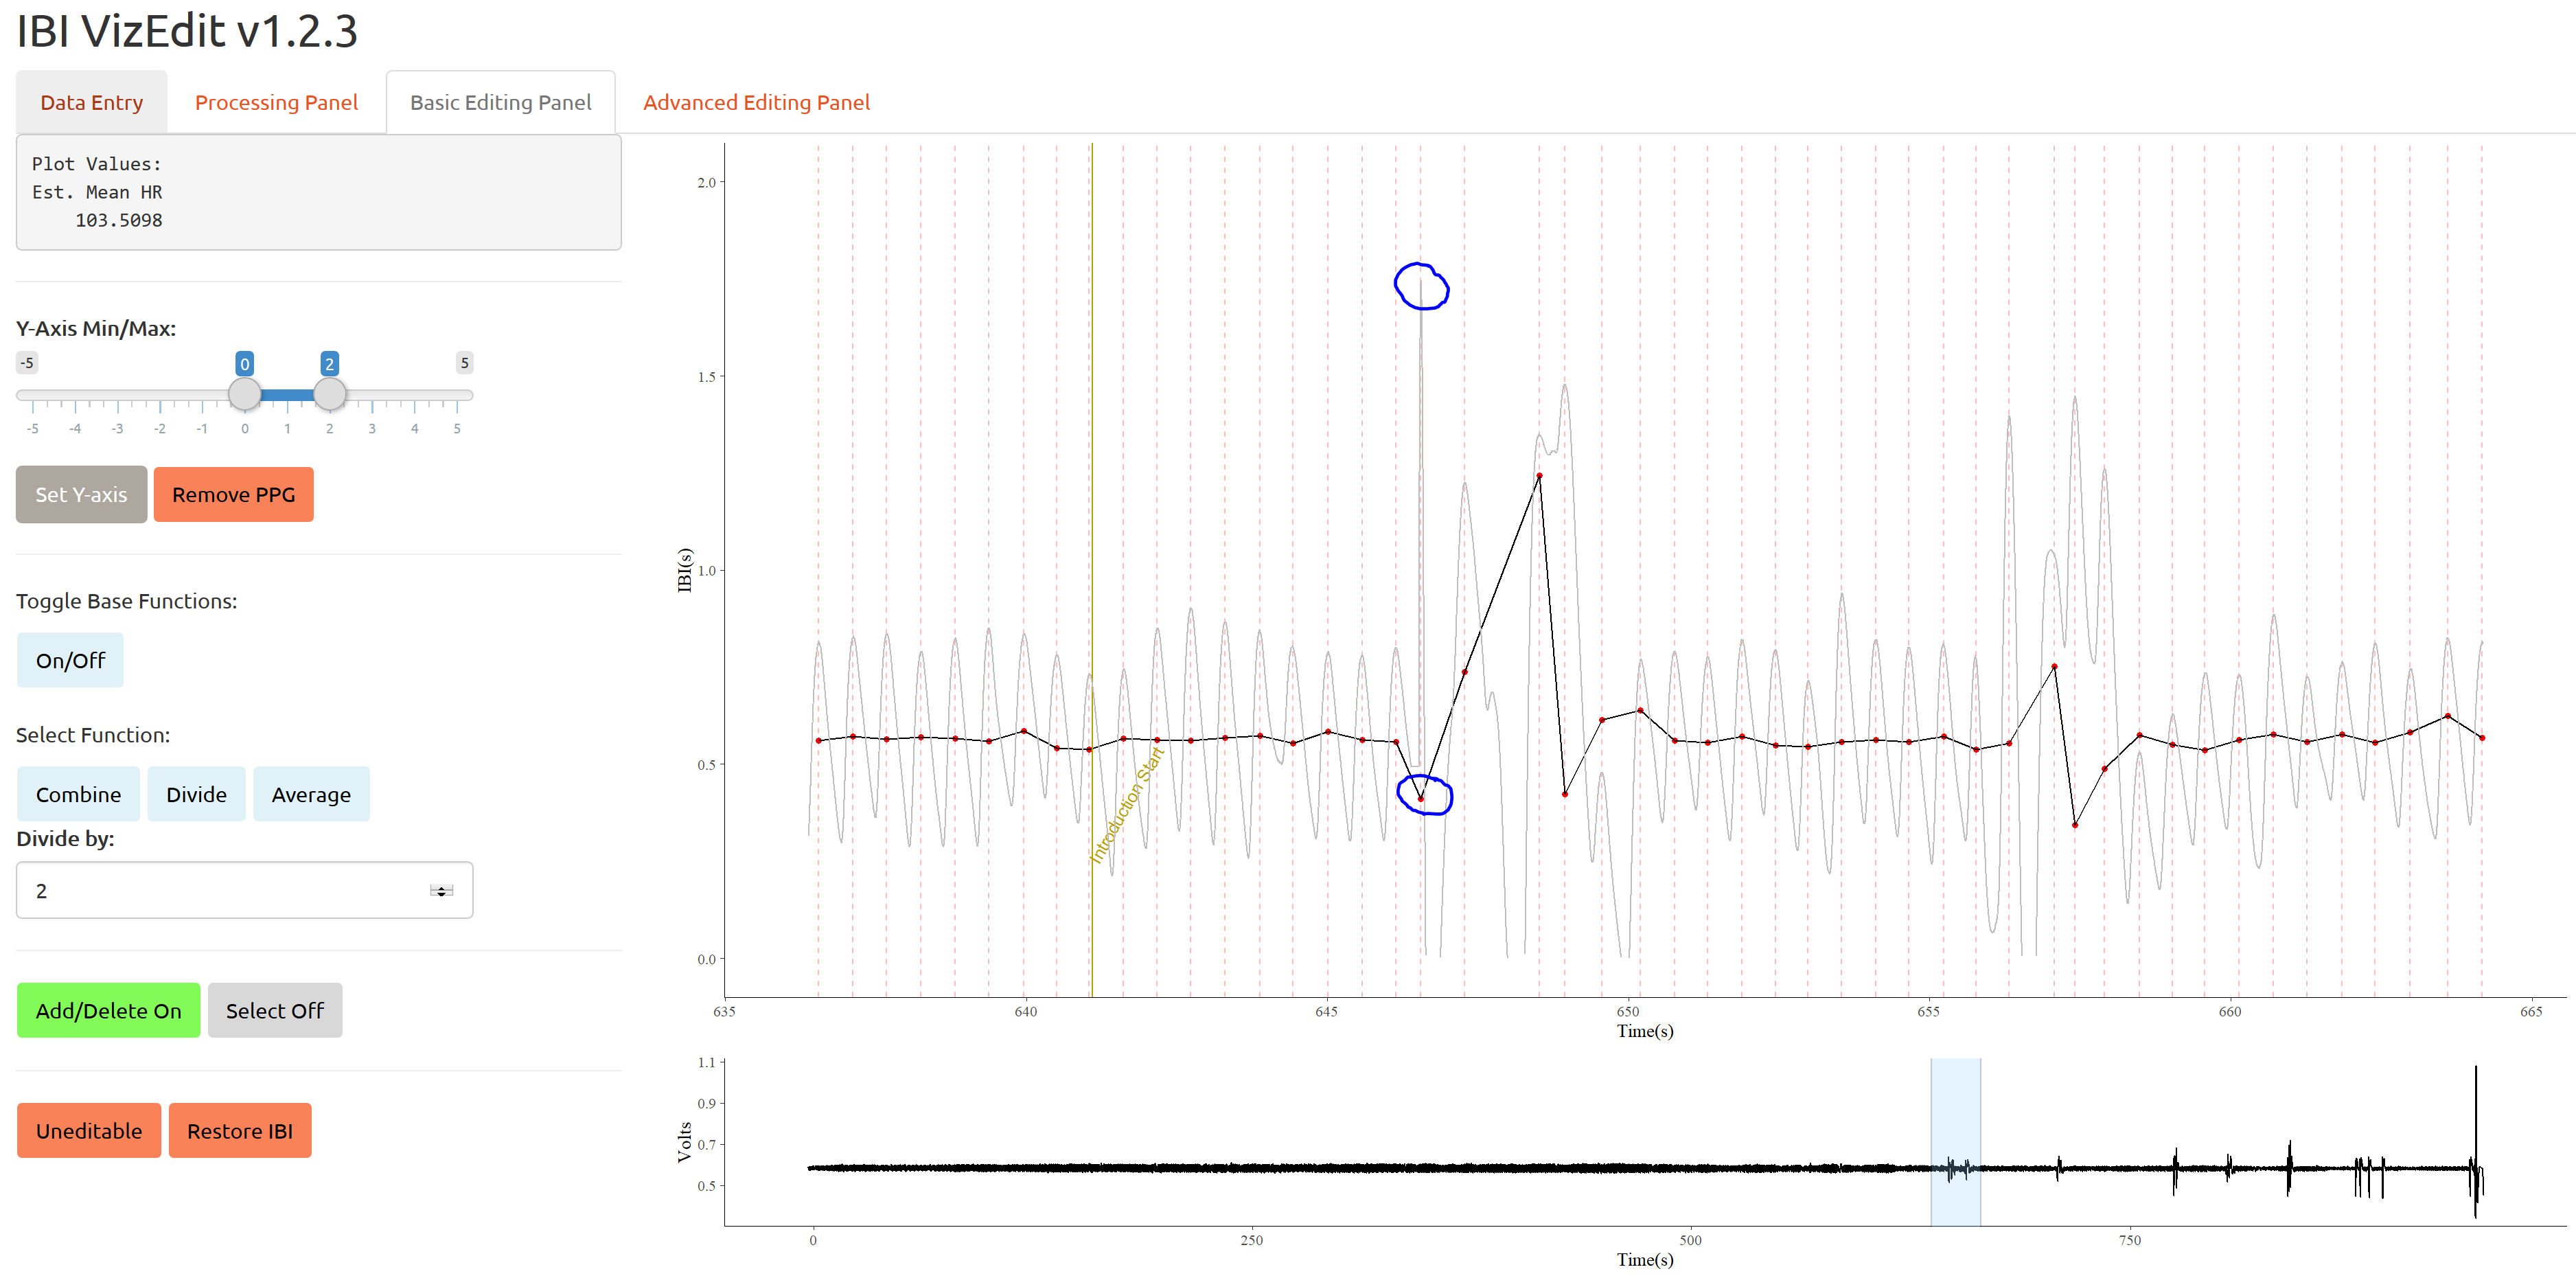 IBI VizEdit v1.2.3
Data Entry Processing Panel Basic Editing Panel Advanced Editing Panel
Plot Values:
Est. Mean HR
103.5098
Y-Axis Min/Max:
-5 0 2 5
-5 -4 -3 -2 -1 0 1 2 3 4 5
Set Y-axis Remove PPG
Toggle Base Functions:
On/Off
Select Function:
Combine Divide Average
Divide by:
2
Add/Delete On Select Off
Uneditable Restore IBI
2.0
1.5
1.0
0.5
0.0
IBI(s)
Introduction Start
635 640 645 650 655 660 665
Time(s)
1.1
0.9
0.7
0.5
Volts
0 250 500 750
Time(s)